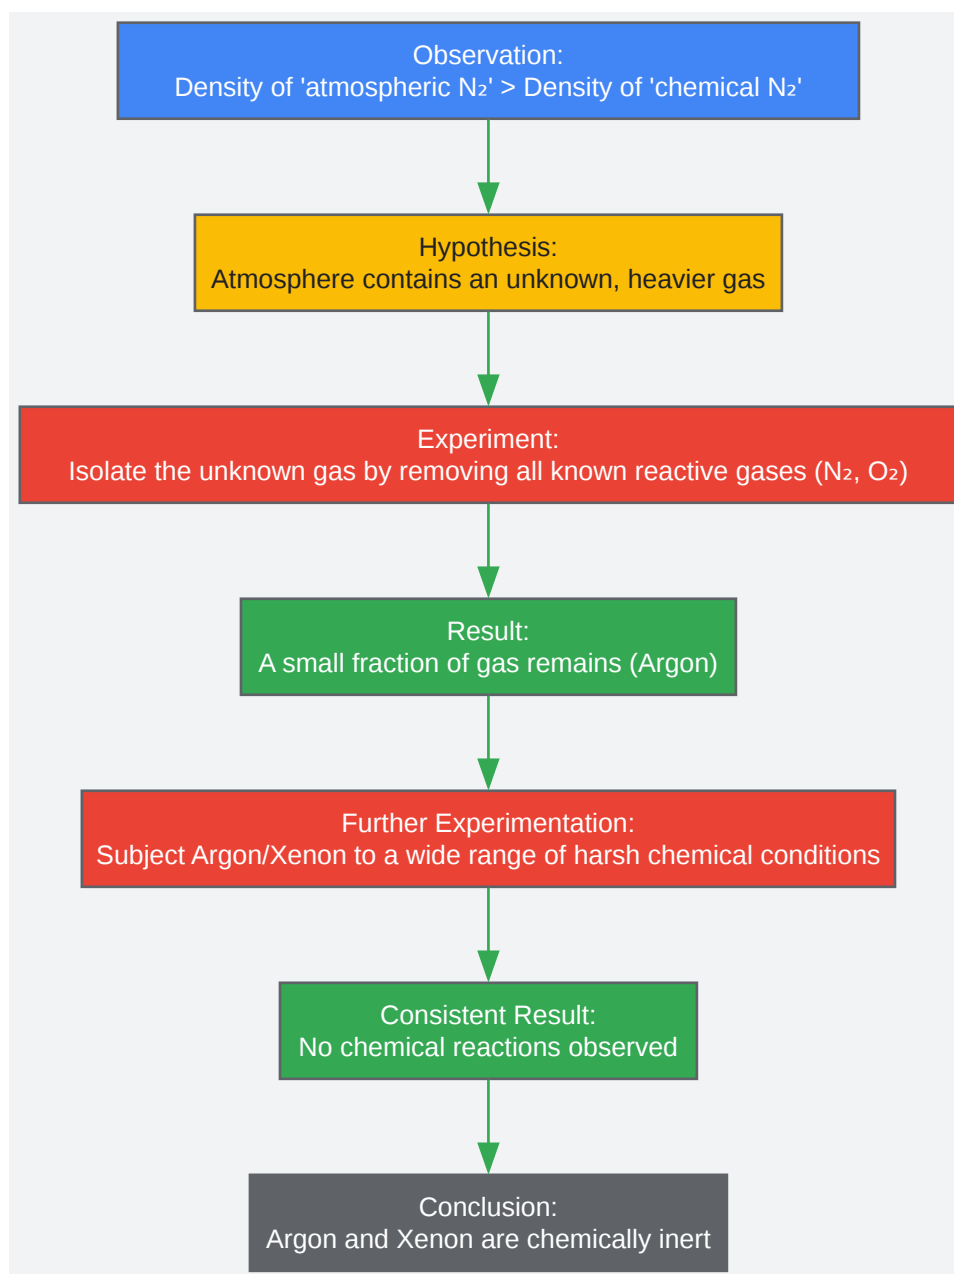 Observation:
Density of 'atmospheric N₂' > Density of 'chemical N₂'
Hypothesis:
Atmosphere contains an unknown, heavier gas
Experiment:
Isolate the unknown gas by removing all known reactive gases (N₂, O₂)
Result:
A small fraction of gas remains (Argon)
Further Experimentation:
Subject Argon/Xenon to a wide range of harsh chemical conditions
Consistent Result:
No chemical reactions observed
Conclusion:
Argon and Xenon are chemically inert